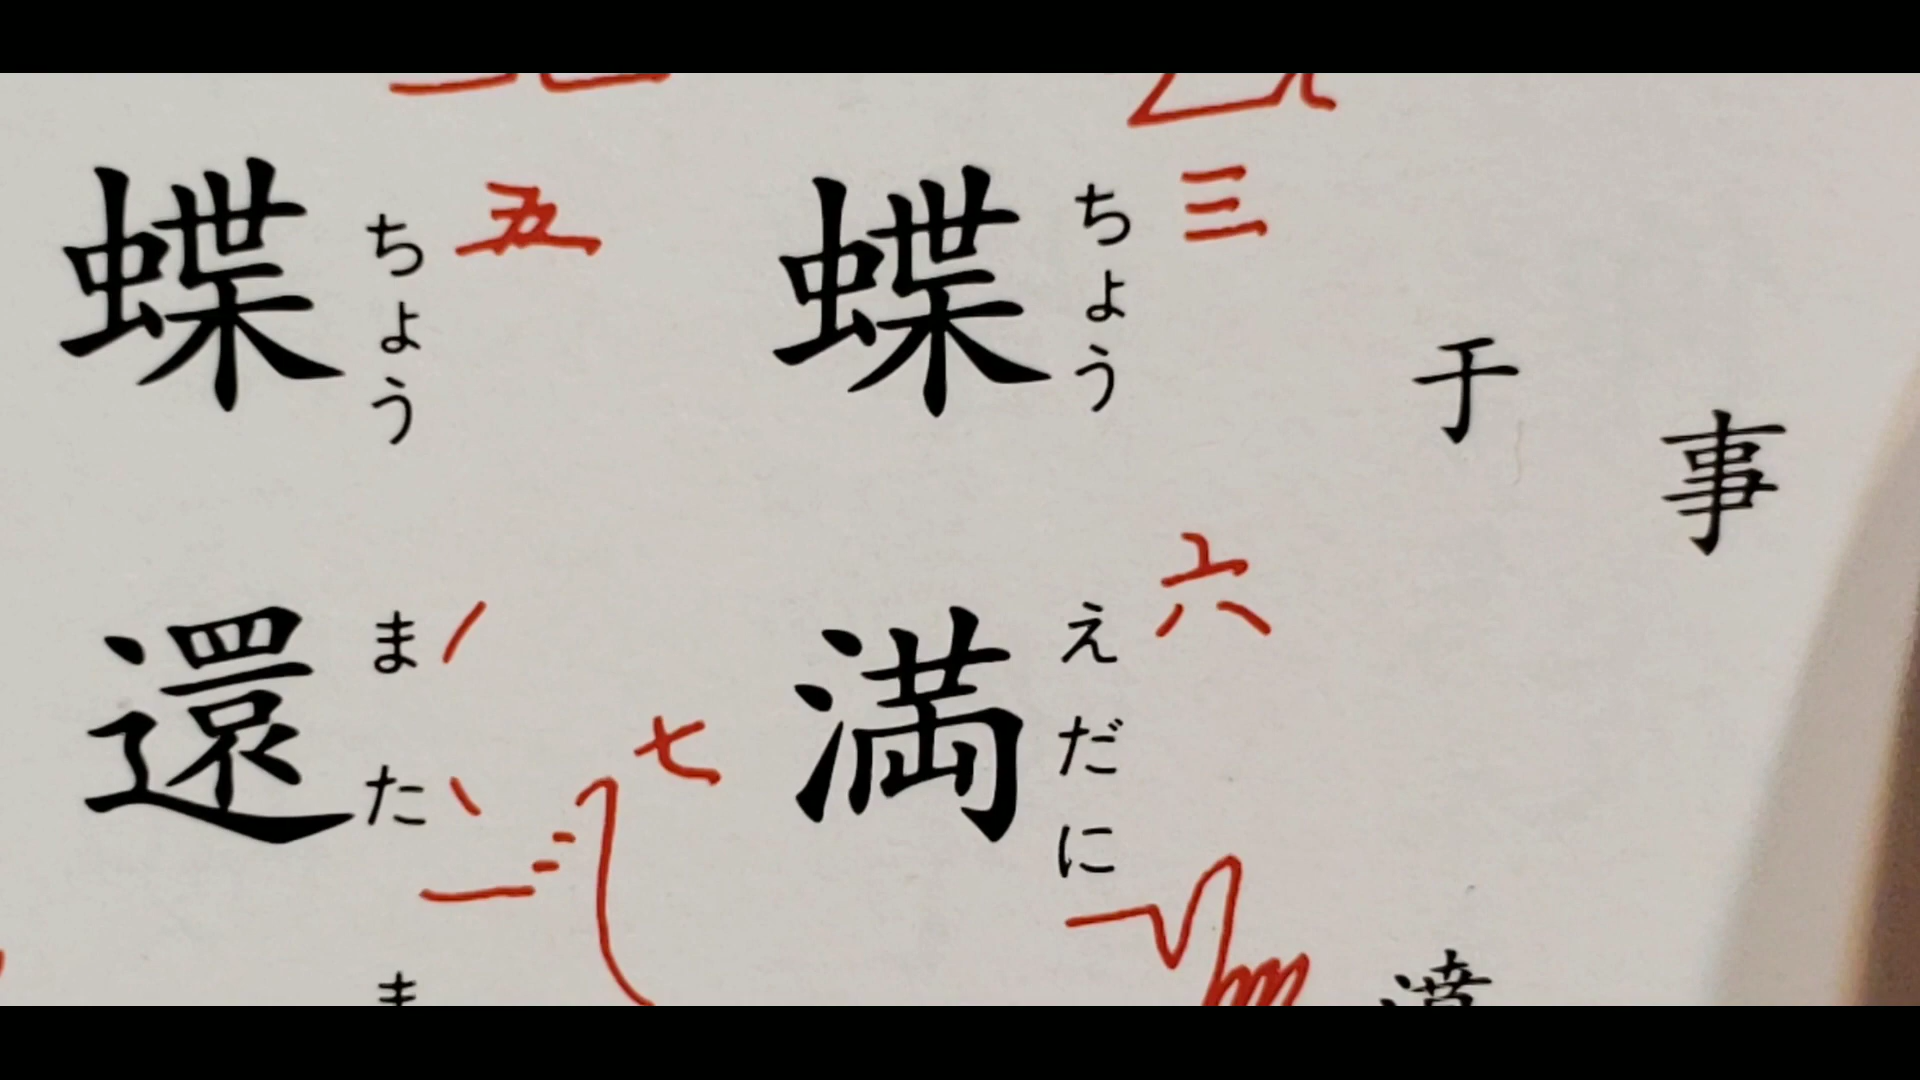 事
于
三
蝶 ちょう
六
満 えだに
五
蝶 ちょう
還 また
七
ま